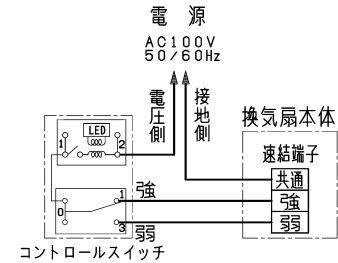 電源
AC100V
50/60Hz
電圧側
接地側
換気扇本体
速結端子
共通
強
弱
LED
1
2
0
1
3
強
弱
コントロールスイッチ